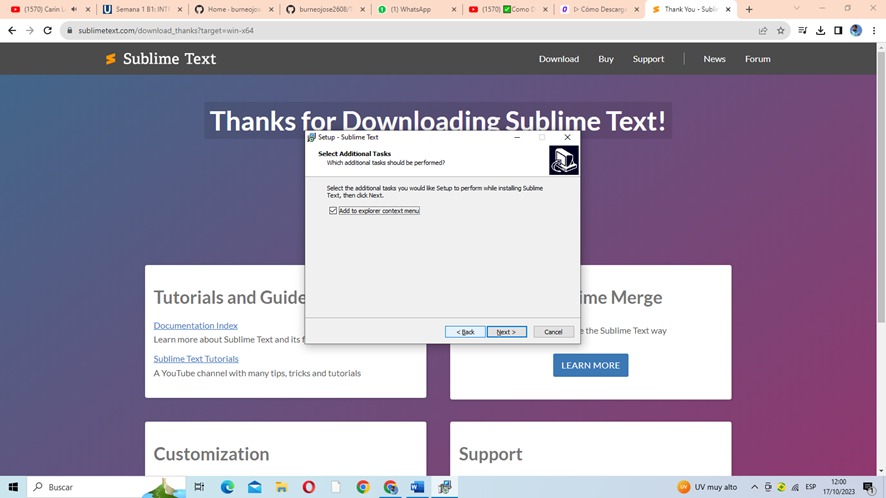 (1570) Carin L
Semana 1 B1: INT
Home · burneojos
burneojose2608/
(1) WhatsApp
(1570) ✅Como D
▷ Cómo Descarg
Thank You - Subli
sublimetext.com/download_thanks?target=win-x64
Sublime Text
Download
Buy
Support
News
Forum
Thanks for Downloading Sublime Text!
Setup - Sublime Text
Select Additional Tasks
Which additional tasks should be performed?
Select the additional tasks you would like Setup to perform while installing Sublime
Text, then click Next.
Add to explorer context menu
< Back
Next >
Cancel
Tutorials and Guide
Documentation Index
Learn more about Sublime Text and its f
Sublime Text Tutorials
A YouTube channel with many tips, tricks and tutorials
ime Merge
e the Sublime Text way
LEARN MORE
Customization
Support
Buscar
UV muy alto
ESP
12:00
17/10/2023